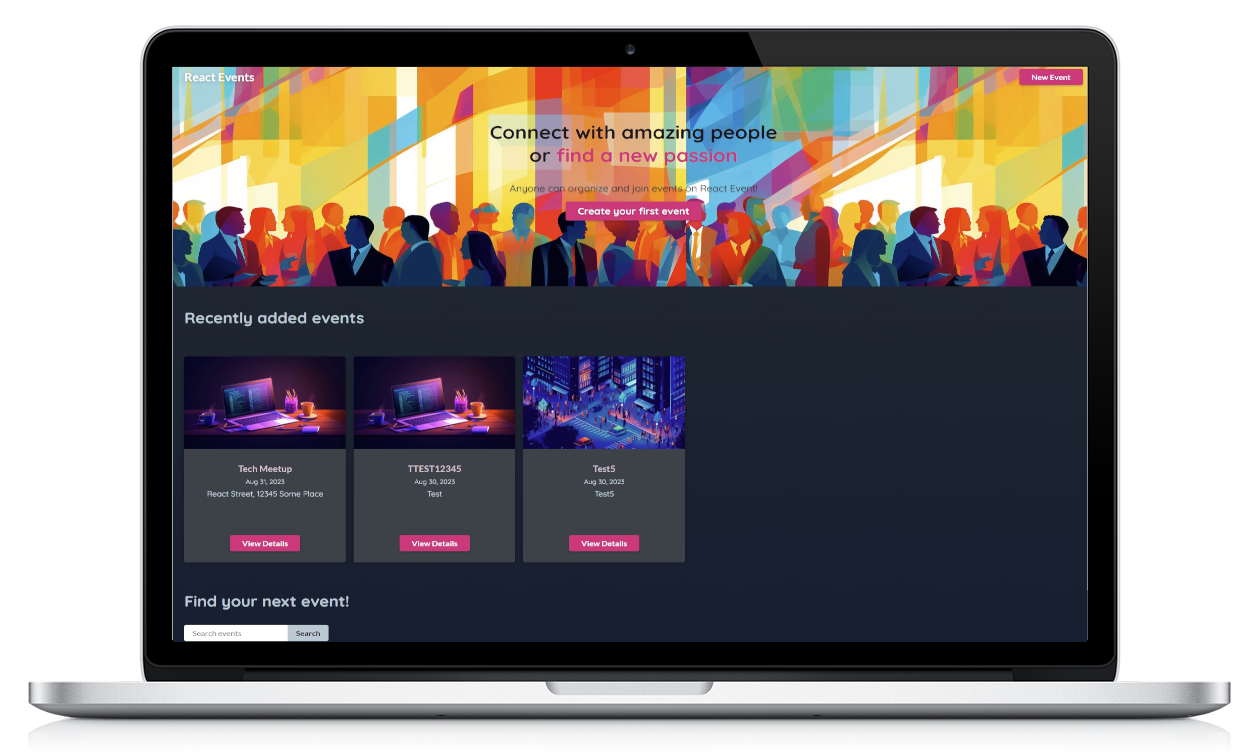 React Events
New Event
Connect with amazing people
or find a new passion
Anyone can organize and join events on React Event!
Create your first event
Recently added events
Tech Meetup
Aug 31, 2023
React Street, 12345 Some Place
View Details
TTEST12345
Aug 30, 2023
Test
View Details
Test5
Aug 30, 2023
Test5
View Details
Find your next event!
Search events
Search